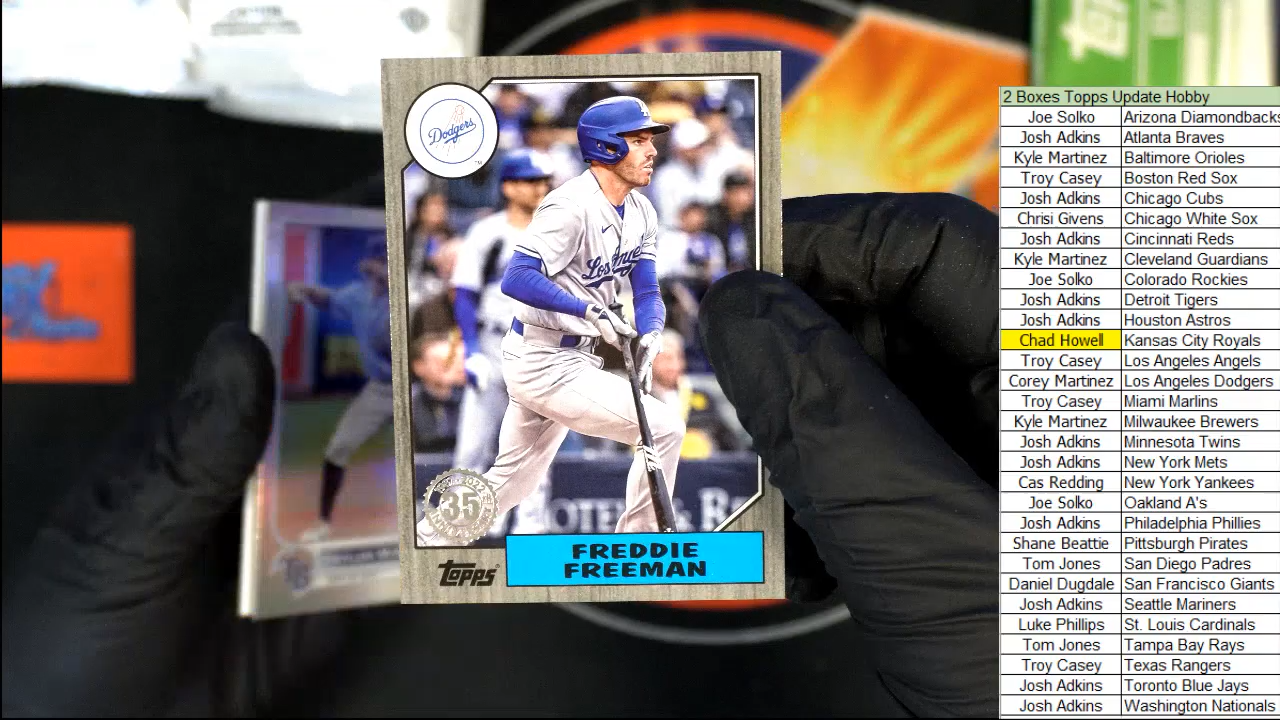 Dodgers
TM
Los Angeles
35
2022
topps
FREDDIE
FREEMAN
2 Boxes Topps Update Hobby
Joe Solko Arizona Diamondbacks
Josh Adkins Atlanta Braves
Kyle Martinez Baltimore Orioles
Troy Casey Boston Red Sox
Josh Adkins Chicago Cubs
Chrisi Givens Chicago White Sox
Josh Adkins Cincinnati Reds
Kyle Martinez Cleveland Guardians
Joe Solko Colorado Rockies
Josh Adkins Detroit Tigers
Josh Adkins Houston Astros
Chad Howell Kansas City Royals
Troy Casey Los Angeles Angels
Corey Martinez Los Angeles Dodgers
Troy Casey Miami Marlins
Kyle Martinez Milwaukee Brewers
Josh Adkins Minnesota Twins
Josh Adkins New York Mets
Cas Redding New York Yankees
Joe Solko Oakland A's
Josh Adkins Philadelphia Phillies
Shane Beattie Pittsburgh Pirates
Tom Jones San Diego Padres
Daniel Dugdale San Francisco Giants
Josh Adkins Seattle Mariners
Luke Phillips St. Louis Cardinals
Tom Jones Tampa Bay Rays
Troy Casey Texas Rangers
Josh Adkins Toronto Blue Jays
Josh Adkins Washington Nationals